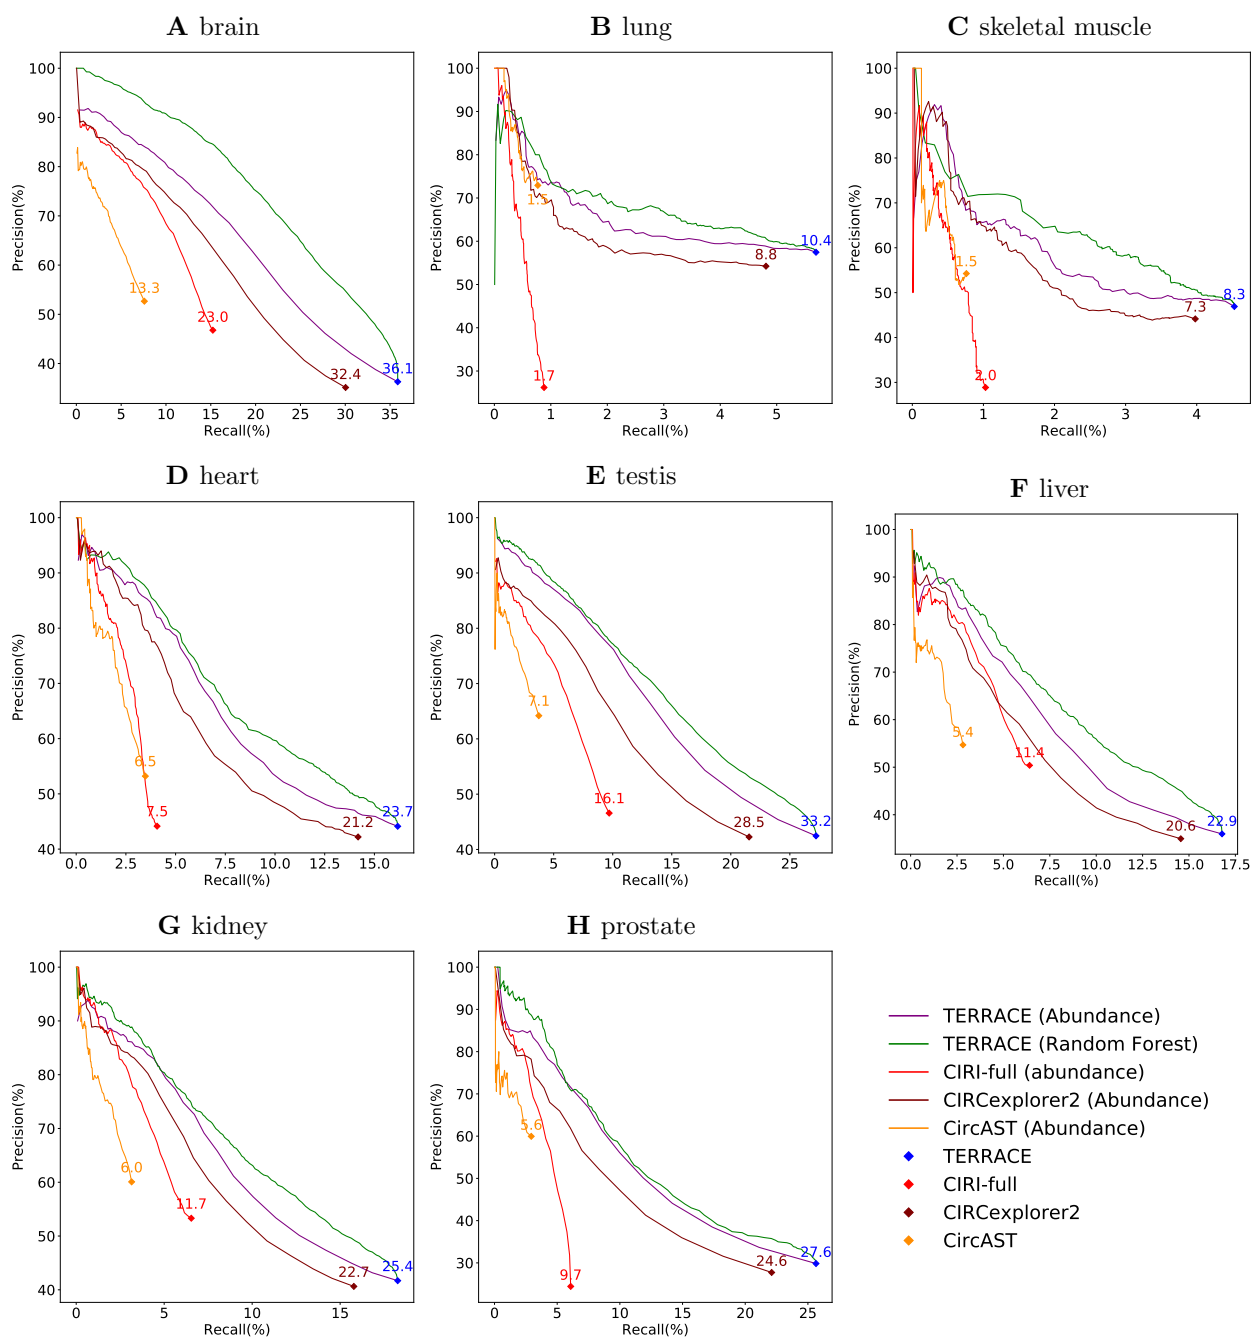 A brain
B lung
C skeletal muscle
100
90
80
70
60
50
40
Precision(%)
13.3
23.0
32.4
36.1
0 5 10 15 20 25 30 35
Recall(%)
100
90
80
70
60
50
40
30
Precision(%)
1.5
1.7
8.8
10.4
0 1 2 3 4 5 6
Recall(%)
100
90
80
70
60
50
40
30
Precision(%)
1.5
2.0
7.3
8.3
0 1 2 3 4
Recall(%)
D heart
E testis
F liver
100
90
80
70
60
50
40
Precision(%)
6.5
7.5
21.2
23.7
0.0 2.5 5.0 7.5 10.0 12.5 15.0
Recall(%)
100
90
80
70
60
50
40
Precision(%)
7.1
16.1
28.5
33.2
0 5 10 15 20 25
Recall(%)
100
90
80
70
60
50
40
Precision(%)
5.4
11.4
20.6
22.9
0.0 2.5 5.0 7.5 10.0 12.5 15.0 17.5
Recall(%)
G kidney
H prostate
100
90
80
70
60
50
40
Precision(%)
6.0
11.7
22.7
25.4
0 5 10 15
Recall(%)
100
90
80
70
60
50
40
30
Precision(%)
5.6
9.7
24.6
27.6
0 5 10 15 20 25
Recall(%)
TERRACE (Abundance)
TERRACE (Random Forest)
CIRI-full (abundance)
CIRCexplorer2 (Abundance)
CircAST (Abundance)
TERRACE
CIRI-full
CIRCexplorer2
CircAST